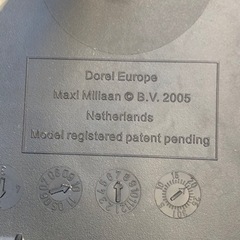 Dorel Europe
Maxi Miliaan © B.V. 2005
Netherlands
Model registered patent pending